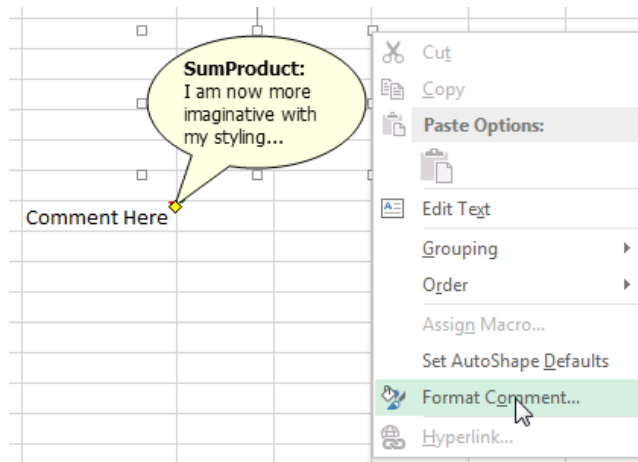 SumProduct:
I am now more
imaginative with
my styling...
Comment Here
Cut
Copy
Paste Options:
Edit Text
Grouping
Order
Assign Macro...
Set AutoShape Defaults
Format Comment...
Hyperlink...